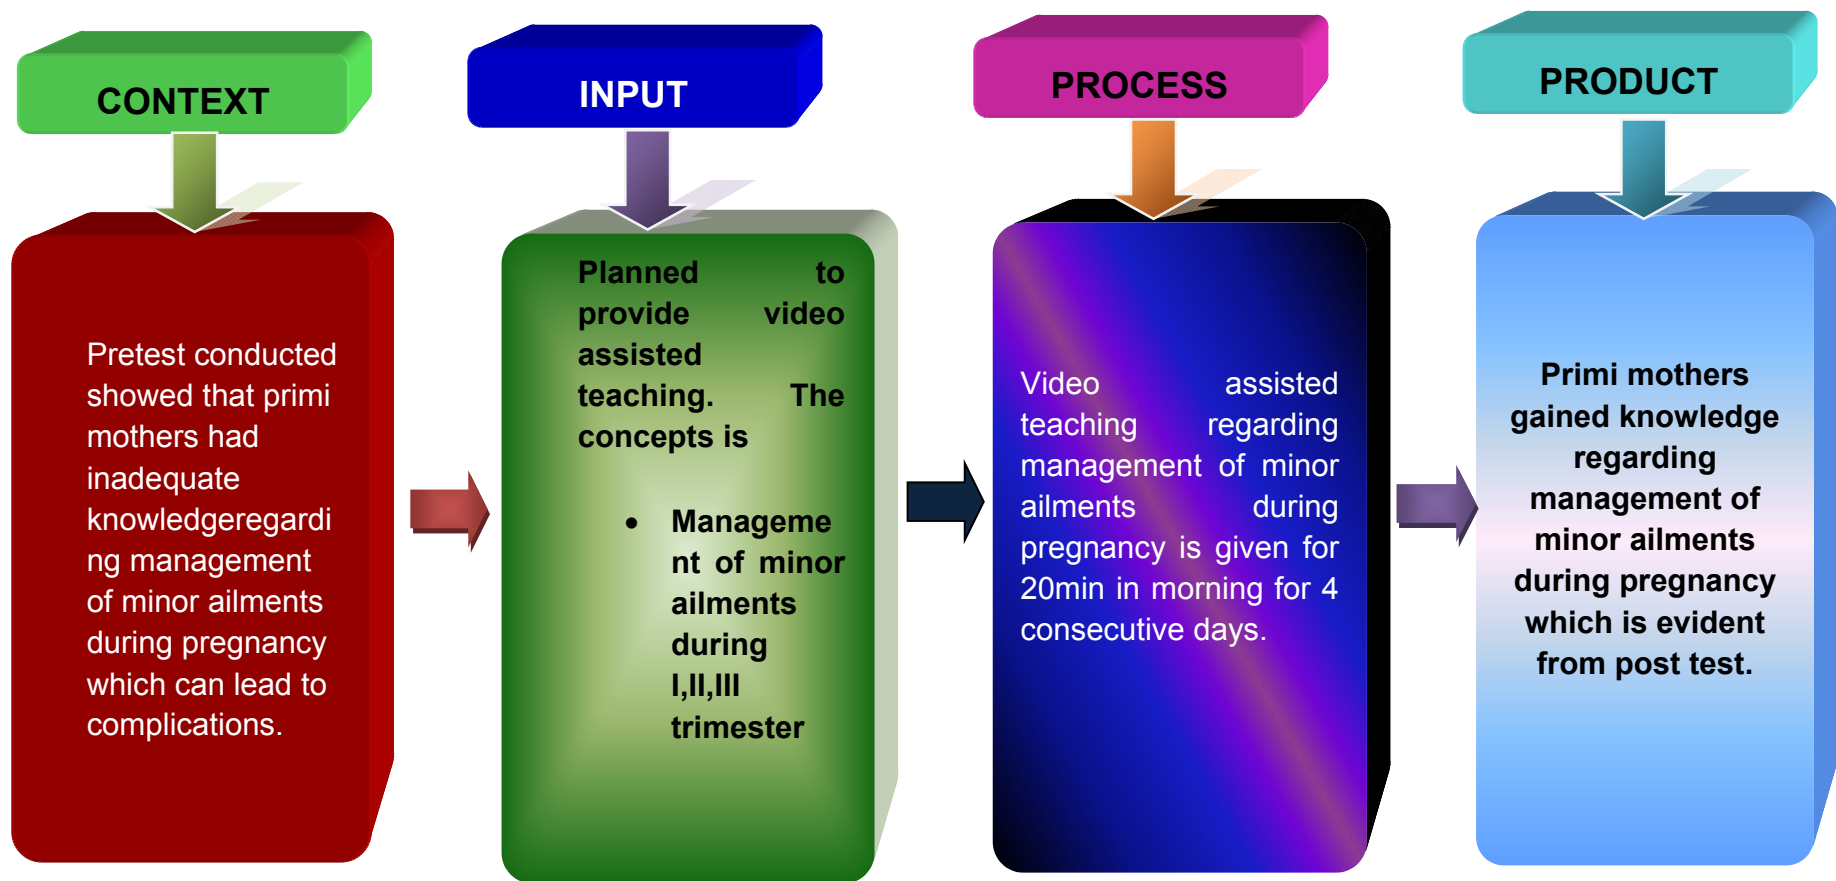 CONTEXT
INPUT
PROCESS
PRODUCT
Pretest conducted
showed that primi
mothers had
inadequate
knowledgeregardi
ng management
of minor ailments
during pregnancy
which can lead to
complications.
Planned to
provide video
assisted
teaching. The
concepts is
• Manageme
nt of minor
ailments
during
I,II,III
trimester
Video assisted
teaching regarding
management of minor
ailments during
pregnancy is given for
20min in morning for 4
consecutive days.
Primi mothers
gained knowledge
regarding
management of
minor ailments
during pregnancy
which is evident
from post test.